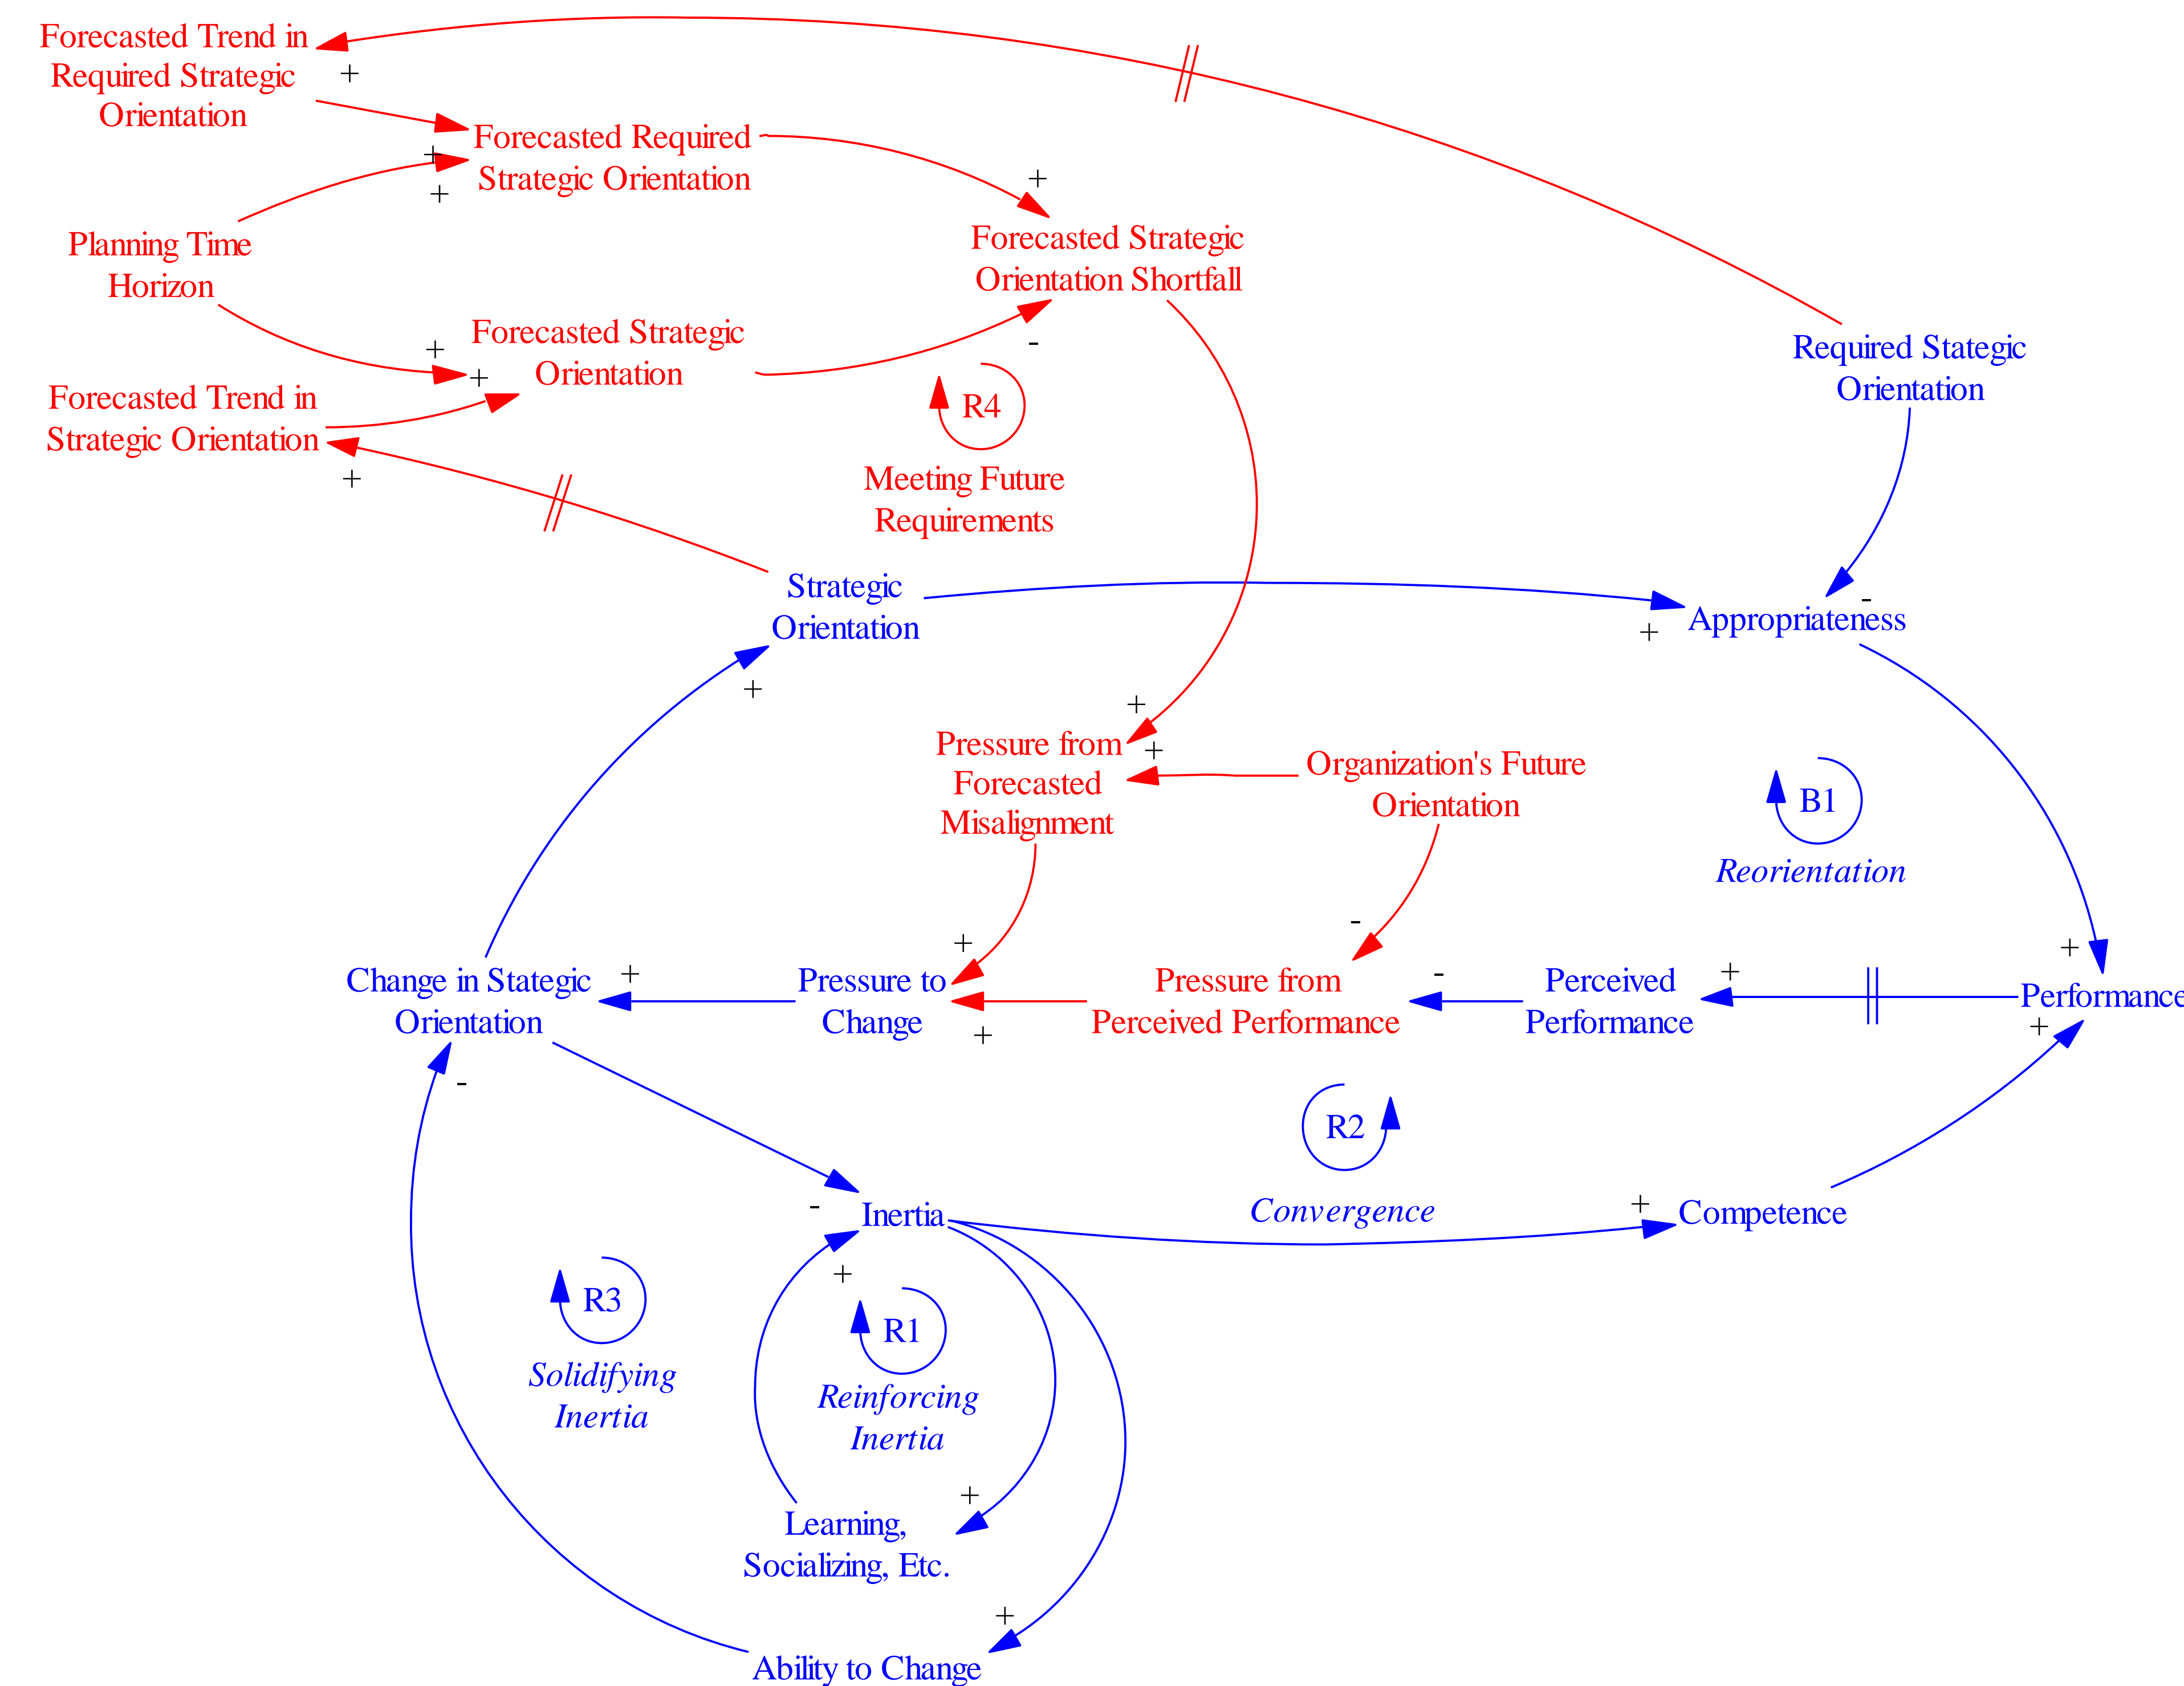 Forecasted Trend in
Required Strategic
Orientation
+
Forecasted Required
Strategic Orientation
+
+
+
Planning Time
Horizon
Forecasted Strategic
Orientation Shortfall
Forecasted Strategic
Orientation
+
+
-
Forecasted Trend in
Strategic Orientation
+
R4
Meeting Future
Requirements
Required Stategic
Orientation
Strategic
Orientation
+
Appropriateness
-
+
Pressure from
Forecasted
Misalignment
+
+
Organization's Future
Orientation
B1
Reorientation
Change in Stategic
Orientation
+
Pressure to
Change
+
+
Pressure from
Perceived Performance
-
-
Perceived
Performance
+
Performance
+
+
-
R2
Convergence
Inertia
-
+
Competence
+
R3
Solidifying
Inertia
R1
Reinforcing
Inertia
Learning,
Socializing, Etc.
+
Ability to Change
+